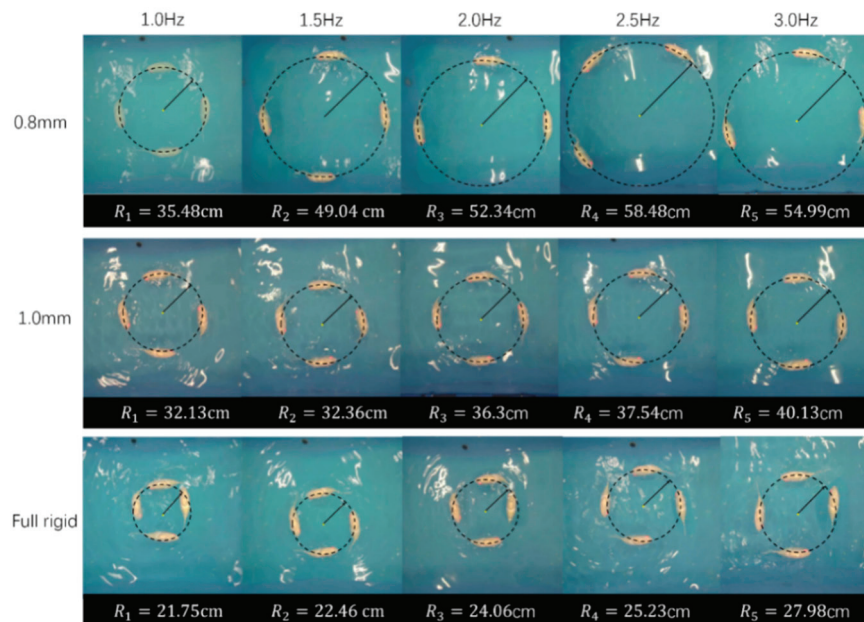 1.0Hz 1.5Hz 2.0Hz 2.5Hz 3.0Hz
0.8mm
R₁ = 35.48cm R₂ = 49.04 cm R₃ = 52.34cm R₄ = 58.48cm R₅ = 54.99cm
1.0mm
R₁ = 32.13cm R₂ = 32.36cm R₃ = 36.3cm R₄ = 37.54cm R₅ = 40.13cm
Full rigid
R₁ = 21.75cm R₂ = 22.46 cm R₃ = 24.06cm R₄ = 25.23cm R₅ = 27.98cm